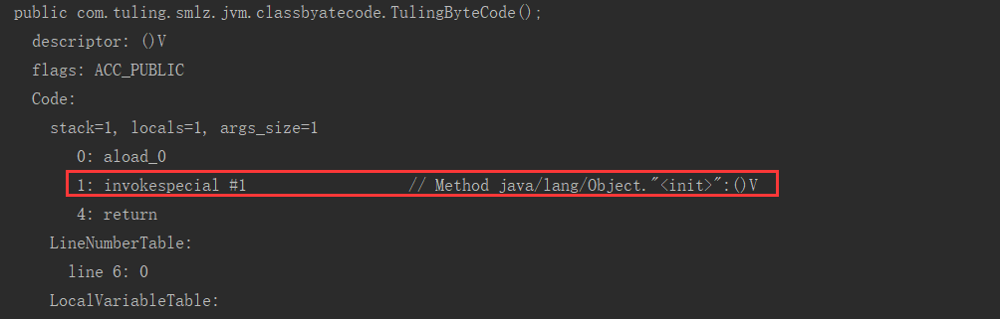 public com.tuling.smlz.jvm.classbyatecode.TulingByteCode();
descriptor: ()V
flags: ACC_PUBLIC
Code:
stack=1, locals=1, args_size=1
0: aload_0
1: invokespecial #1 // Method java/lang/Object."<init>":()V
4: return
LineNumberTable:
line 6: 0
LocalVariableTable: